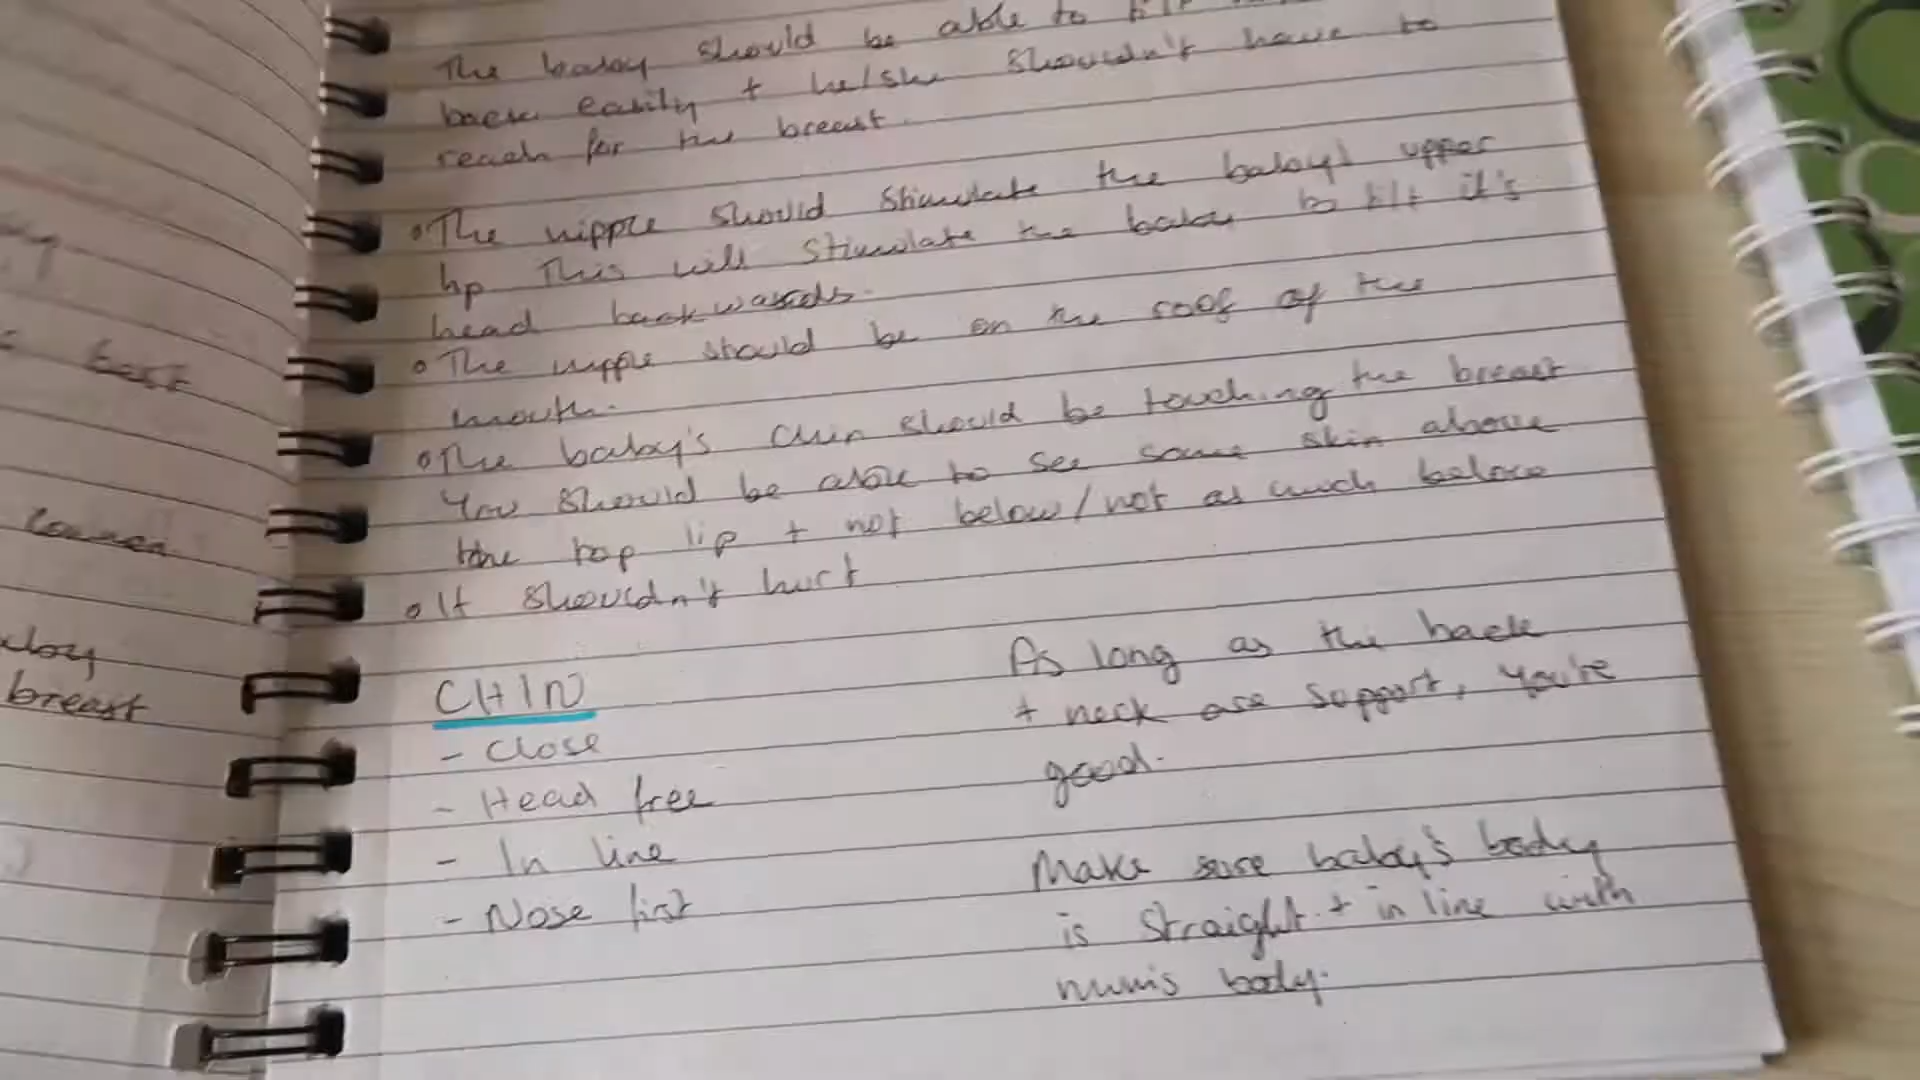 The baby should be able to tilt
back easily + he/she shouldn't have to
reach for the breast.
• The nipple should stimulate the baby's upper
lip This will stimulate the baby to tilt it's
head backwards.
• The nipple should be on the roof of the
mouth.
• The baby's chin should be touching the breast
You should be able to see some skin above
the top lip + not below/not as much below
• It shouldn't hurt
CHIN
- Close
- Head free
- In line
- Nose first
As long as the back
+ neck are support, you're
good.
Make sure baby's body
is straight + in line with
mum's body.
test
common
breast